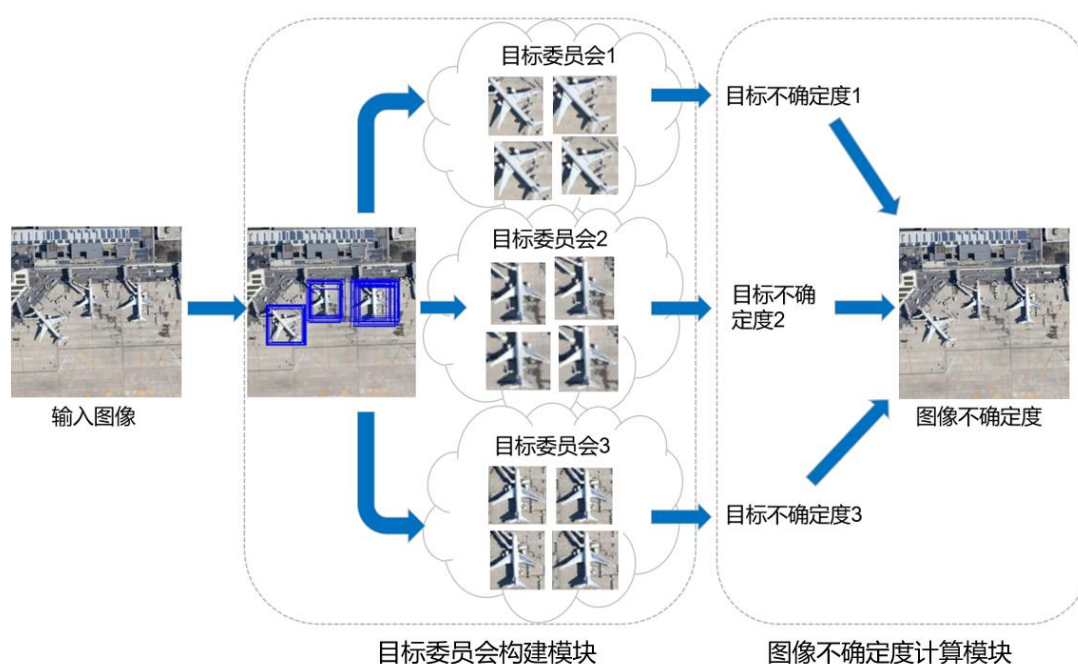 目标委员会1
目标不确定度1
目标委员会2
目标不确
定度2
输入图像
图像不确定度
目标委员会3
目标不确定度3
目标委员会构建模块
图像不确定度计算模块